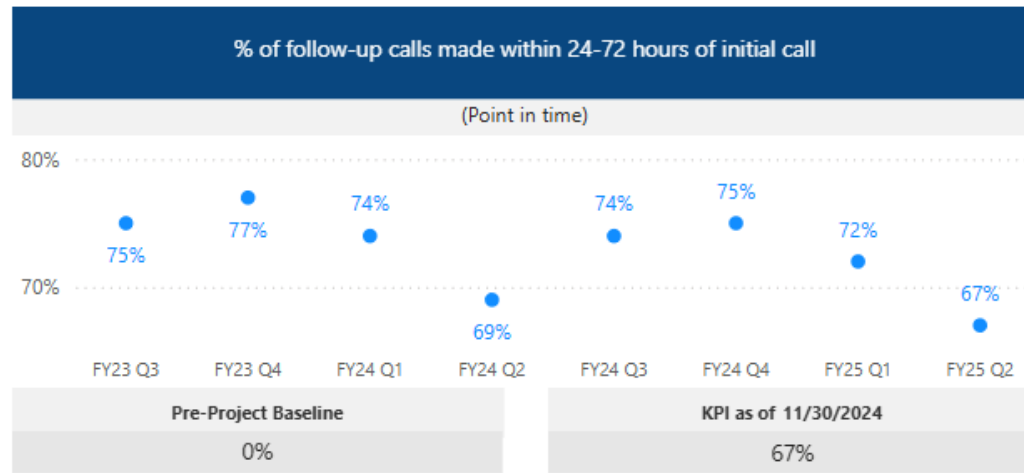 % of follow-up calls made within 24-72 hours of initial call
(Point in time)
80%
75%
77%
74%
69%
74%
75%
72%
67%
70%
FY23 Q3 FY23 Q4 FY24 Q1 FY24 Q2 FY24 Q3 FY24 Q4 FY25 Q1 FY25 Q2
Pre-Project Baseline
0%
KPI as of 11/30/2024
67%